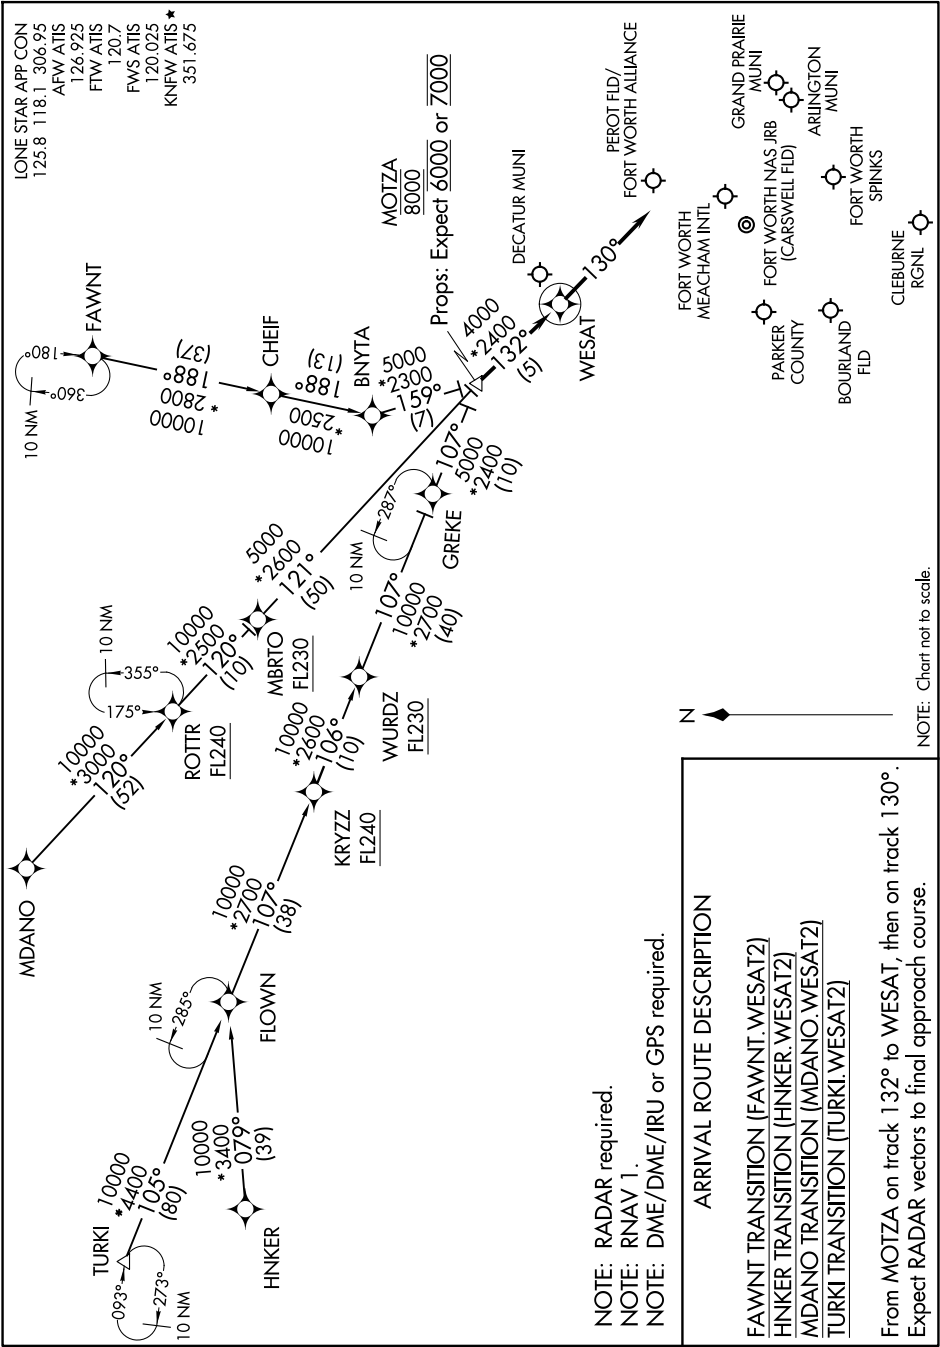 LONE STAR APP CON
125.8 118.1 306.95
AFW ATIS
126.925
FTW ATIS
120.7
FWS ATIS
120.025
KNFW ATIS ★
351.675
MDANO
10000
*3000
120°
(52)
10 NM
355°
175°
ROTTR
FL240
10000
*2500
120°
(10)
MBRTO
FL230
5000
*2600
121°
(50)
10 NM
180°
360°
FAWNT
(37)
188°
*2800
10000
CHEIF
(13)
188°
*2500
10000
BNYTA
5000
*2300
159°
(7)
MOTZA
8000
Props: Expect 6000 or 7000
4000
*2400
132°
(5)
DECATUR MUNI
WESAT
130°
PEROT FLD/
FORT WORTH ALLIANCE
FORT WORTH
MEACHAM INTL
GRAND PRAIRIE
MUNI
ARLINGTON
MUNI
FORT WORTH NAS JRB
(CARSWELL FLD)
FORT WORTH
SPINKS
PARKER
COUNTY
BOURLAND
FLD
CLEBURNE
RGNL
TURKI
093°
273°
10 NM
10000
*4400
105°
(80)
HNKER
10000
*3400
079°
(39)
10 NM
285°
FLOWN
10000
*2700
107°
(38)
KRYZZ
FL240
10000
*2600
106°
(10)
WURDZ
FL230
107°
10000
*2700
(40)
10 NM
287°
GREKE
107°
5000
*2400
(10)
N
NOTE: Chart not to scale.
NOTE: RADAR required.
NOTE: RNAV 1.
NOTE: DME/DME/IRU or GPS required.
ARRIVAL ROUTE DESCRIPTION
FAWNT TRANSITION (FAWNT.WESAT2)
HNKER TRANSITION (HNKER.WESAT2)
MDANO TRANSITION (MDANO.WESAT2)
TURKI TRANSITION (TURKI.WESAT2)
From MOTZA on track 132° to WESAT, then on track 130°.
Expect RADAR vectors to final approach course.